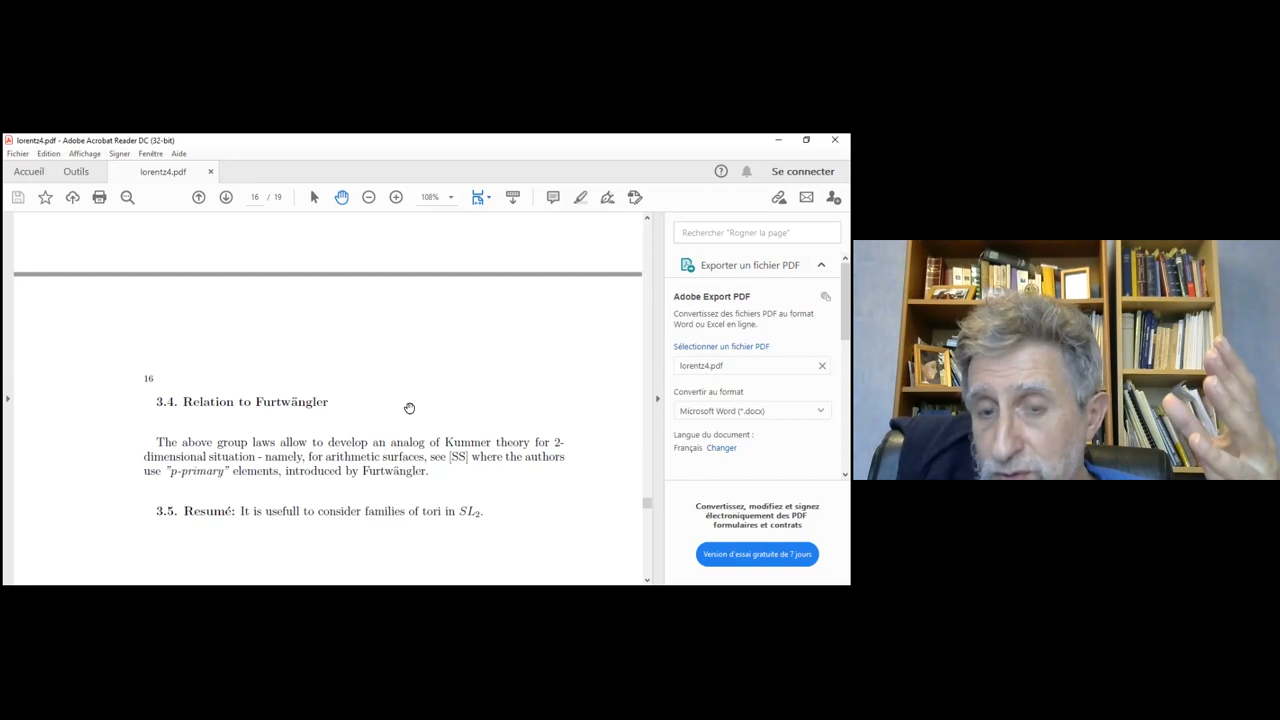 lorentz4.pdf - Adobe Acrobat Reader DC (32-bit)
Fichier Edition Affichage Signer Fenêtre Aide
Accueil Outils lorentz4.pdf × Se connecter
16 / 19 108%
16
3.4. Relation to Furtwängler
The above group laws allow to develop an analog of Kummer theory for 2-
dimensional situation - namely, for arithmetic surfaces, see [SS] where the authors
use "p-primary" elements, introduced by Furtwängler.
3.5. Resumé: It is usefull to consider families of tori in SL₂.
Rechercher "Rogner la page"
Exporter un fichier PDF
Adobe Export PDF
Convertissez des fichiers PDF au format
Word ou Excel en ligne.
Sélectionner un fichier PDF
lorentz4.pdf
Convertir au format
Microsoft Word (*.docx)
Langue du document :
Français Changer
Convertissez, modifiez et signez
électroniquement des PDF
formulaires et contrats
Version d'essai gratuite de 7 jours